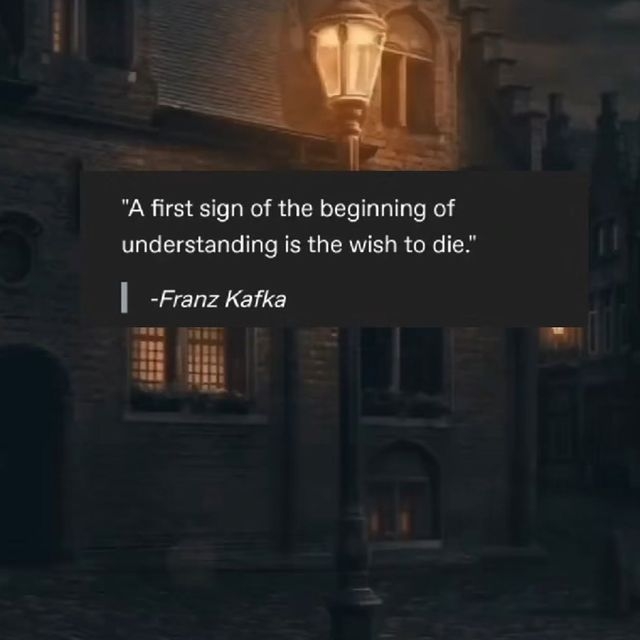 "A first sign of the beginning of
understanding is the wish to die."
-Franz Kafka